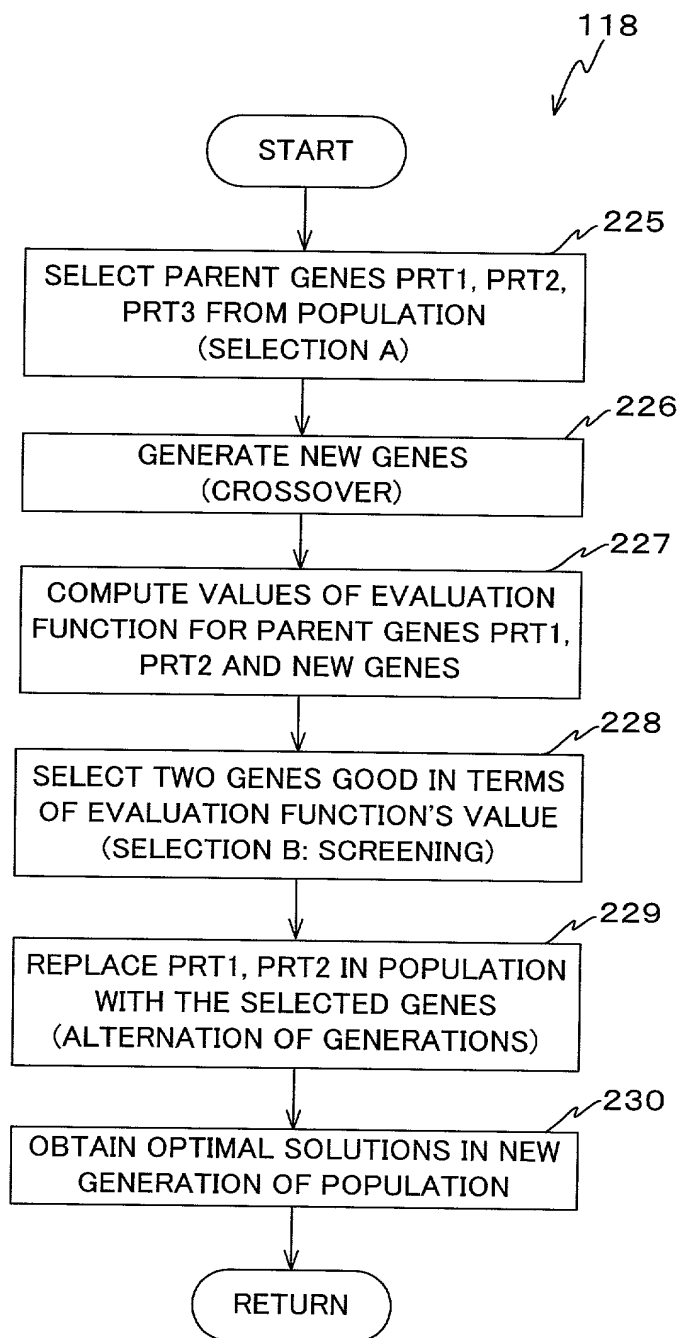 118
START
225
SELECT PARENT GENES PRT1, PRT2,
PRT3 FROM POPULATION
(SELECTION A)
226
GENERATE NEW GENES
(CROSSOVER)
227
COMPUTE VALUES OF EVALUATION
FUNCTION FOR PARENT GENES PRT1,
PRT2 AND NEW GENES
228
SELECT TWO GENES GOOD IN TERMS
OF EVALUATION FUNCTION'S VALUE
(SELECTION B: SCREENING)
229
REPLACE PRT1, PRT2 IN POPULATION
WITH THE SELECTED GENES
(ALTERNATION OF GENERATIONS)
230
OBTAIN OPTIMAL SOLUTIONS IN NEW
GENERATION OF POPULATION
RETURN